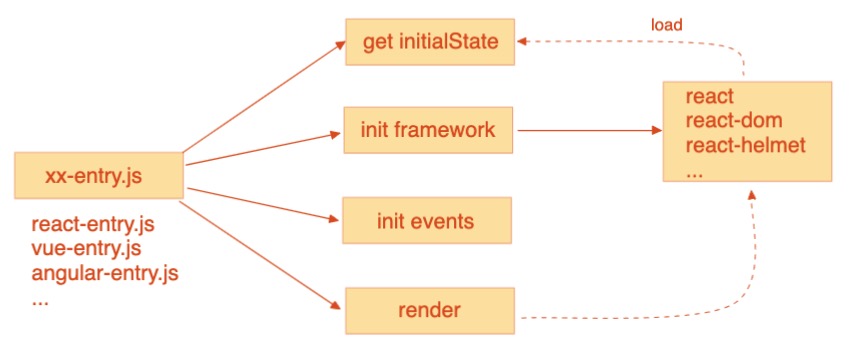 get initialState
load
react
react-dom
react-helmet
...
init framework
xx-entry.js
react-entry.js
vue-entry.js
angular-entry.js
...
init events
render